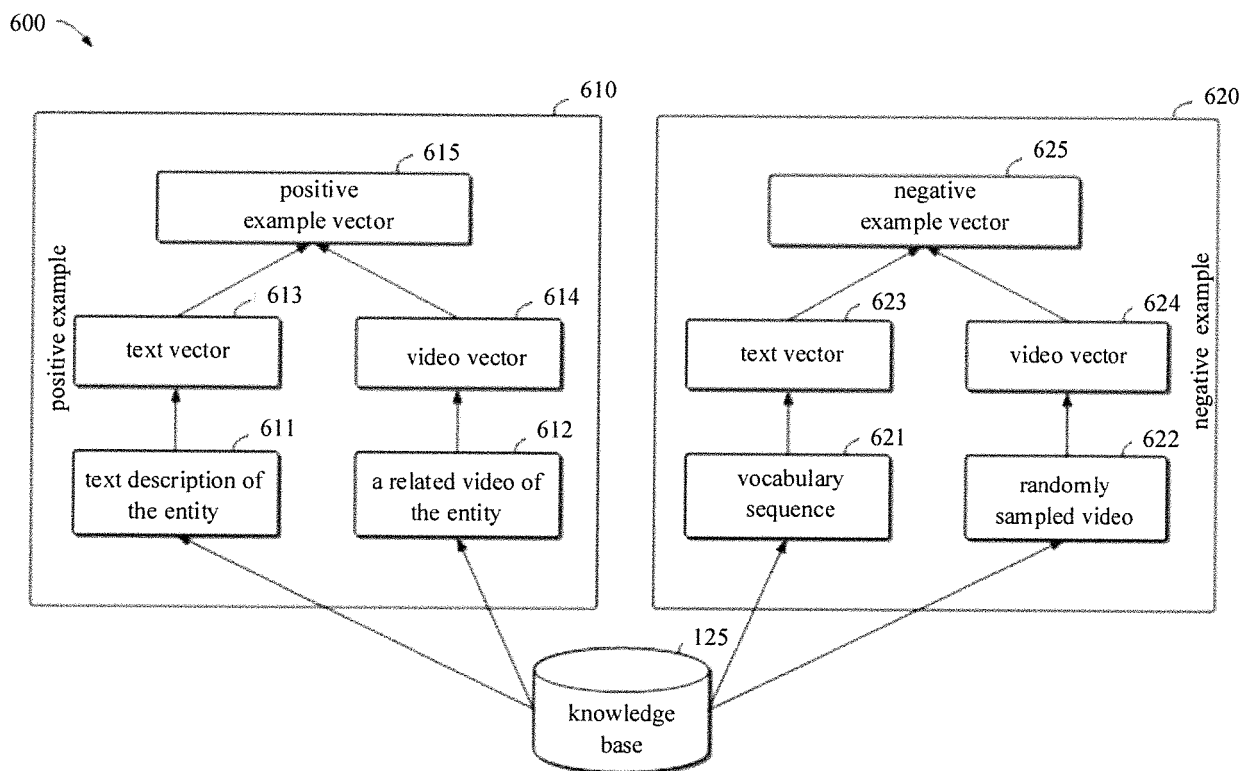 600
610
620
615
positive
example vector
625
negative
example vector
positive example
613
text vector
614
video vector
623
text vector
624
video vector
negative example
611
text description of
the entity
612
a related video of
the entity
621
vocabulary
sequence
622
randomly
sampled video
125
knowledge
base